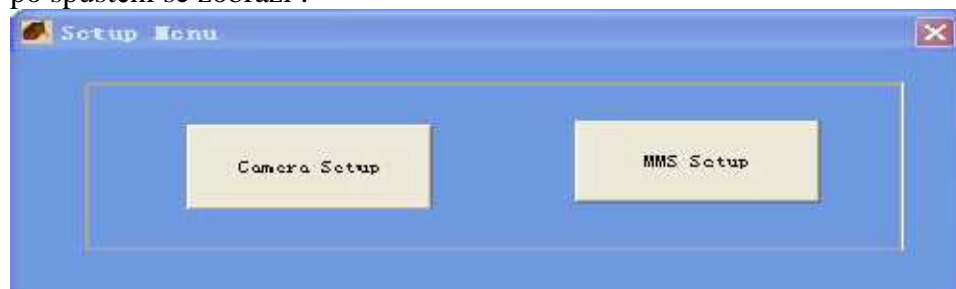 po spuštění se zobrazí :
Setup Menu
Camera Setup
MMS Setup